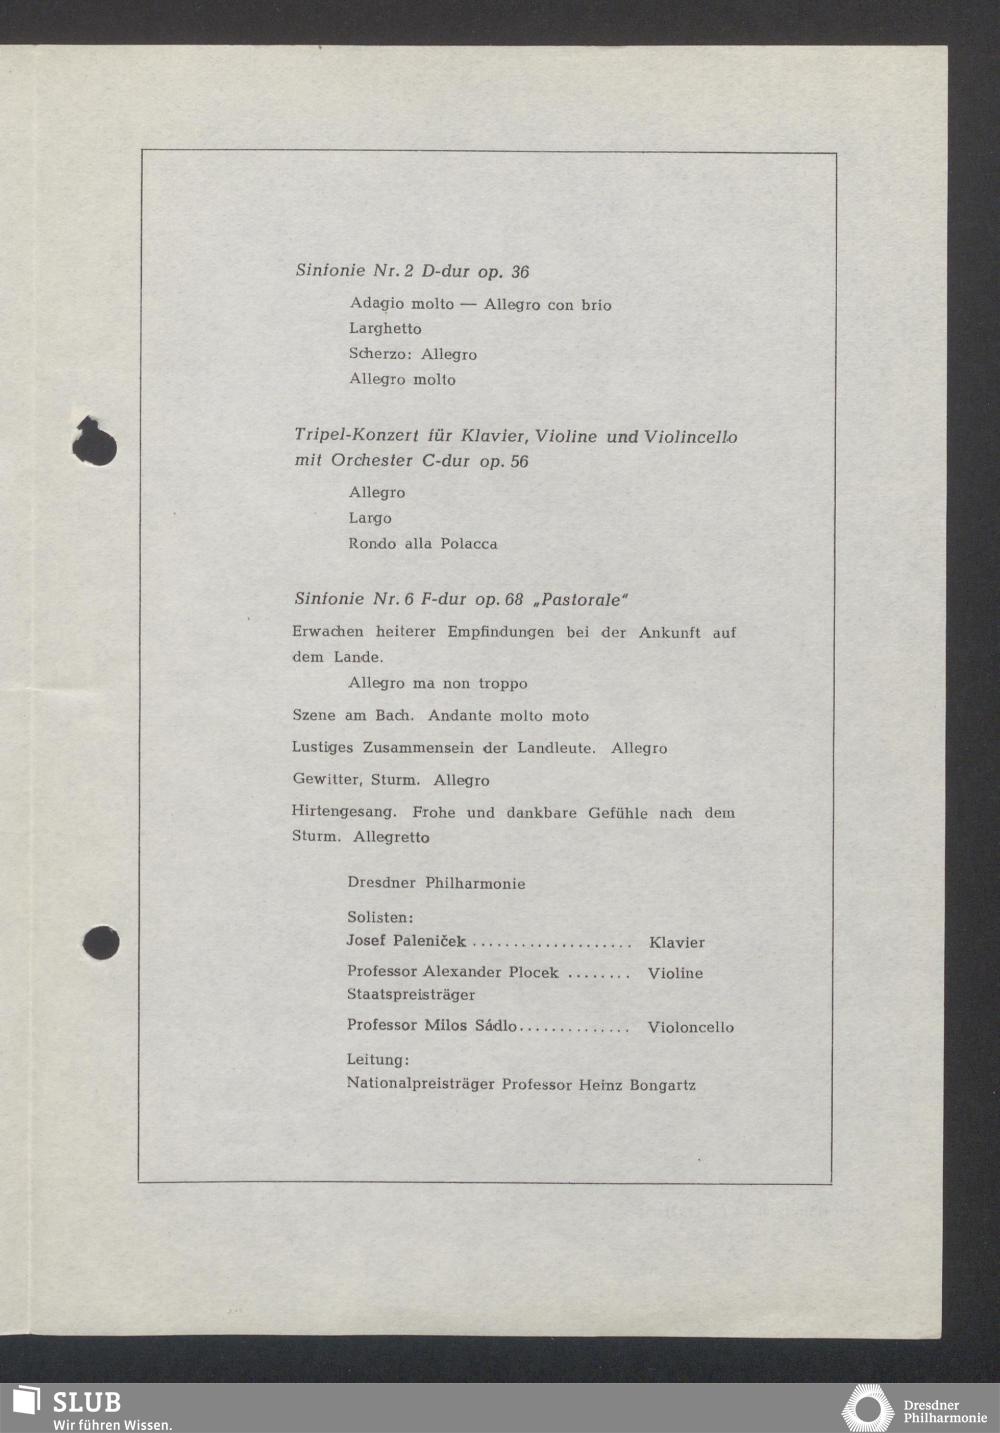 Sinfonie Nr. 2 D-dur op. 36
Adagio molto — Allegro con brio
Larghetto
Scherzo: Allegro
Allegro molto
Tripel-Konzert für Klavier, Violine und Violincello
mit Orchester C-dur op. 56
Allegro
Largo
Rondo alla Polacca
Sinfonie Nr. 6 F-dur op. 68 „Pastorale“
Erwachen heiterer Empfindungen bei der Ankunft auf
dem Lande.
Allegro ma non troppo
Szene am Bach. Andante molto moto
Lustiges Zusammensein der Landleute. Allegro
Gewitter, Sturm. Allegro
Hirtengesang. Frohe und dankbare Gefühle nach dem
Sturm. Allegretto
Dresdner Philharmonie
Solisten:
Josef Paleniček .................... Klavier
Professor Alexander Plocek ........ Violine
Staatspreisträger
Professor Milos Sádlo.............. Violoncello
Leitung:
Nationalpreisträger Professor Heinz Bongartz
SLUB
Wir führen Wissen.
Dresdner
Philharmonie